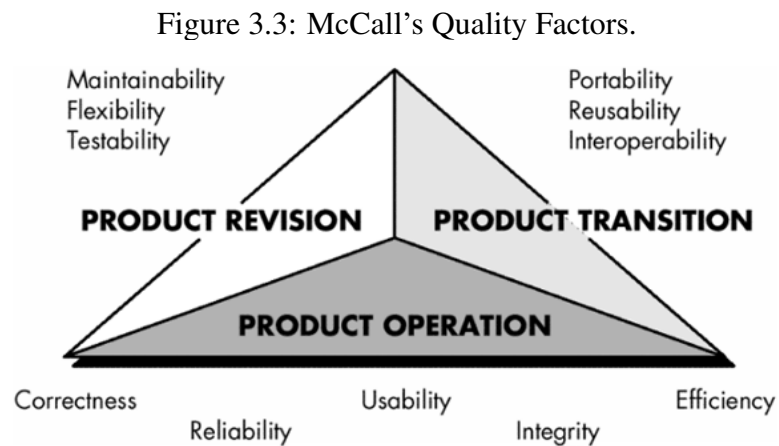 Figure 3.3: McCall's Quality Factors.
Maintainability
Flexibility
Testability
Portability
Reusability
Interoperability
PRODUCT REVISION
PRODUCT TRANSITION
PRODUCT OPERATION
Correctness
Usability
Efficiency
Reliability
Integrity